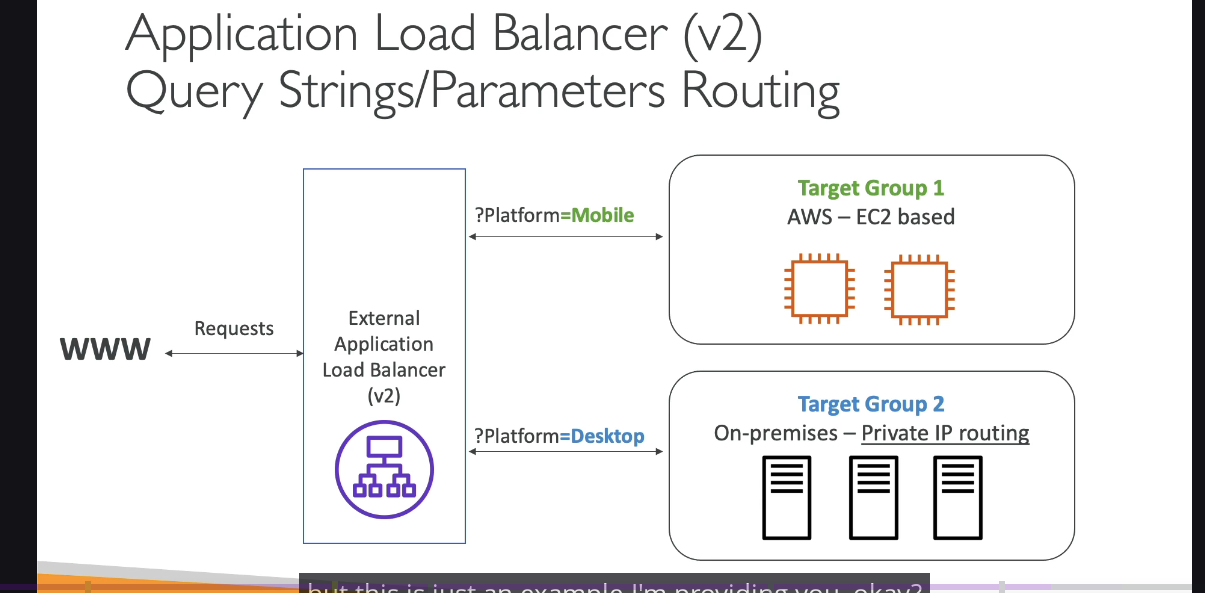 Application Load Balancer (v2)
Query Strings/Parameters Routing
WWW
Requests
External
Application
Load Balancer
(v2)
?Platform=Mobile
?Platform=Desktop
Target Group 1
AWS – EC2 based
Target Group 2
On-premises – Private IP routing
but this is just an example I'm providing you, okay?